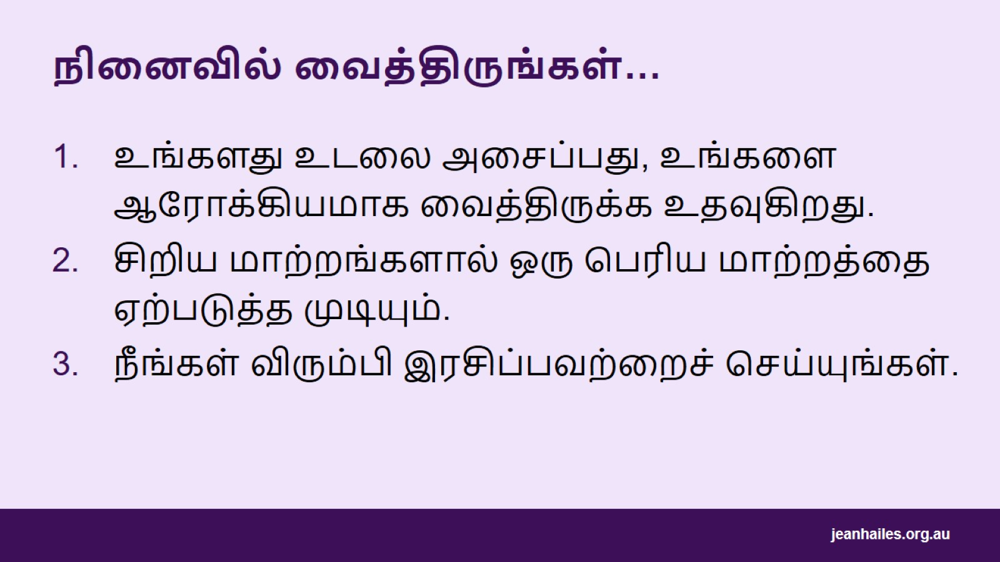 நினைவில் வைத்திருங்கள்...
1. உங்களது உடலை அசைப்பது, உங்களை
ஆரோக்கியமாக வைத்திருக்க உதவுகிறது.
2. சிறிய மாற்றங்களால் ஒரு பெரிய மாற்றத்தை
ஏற்படுத்த முடியும்.
3. நீங்கள் விரும்பி இரசிப்பவற்றைச் செய்யுங்கள்.
jeanhailes.org.au